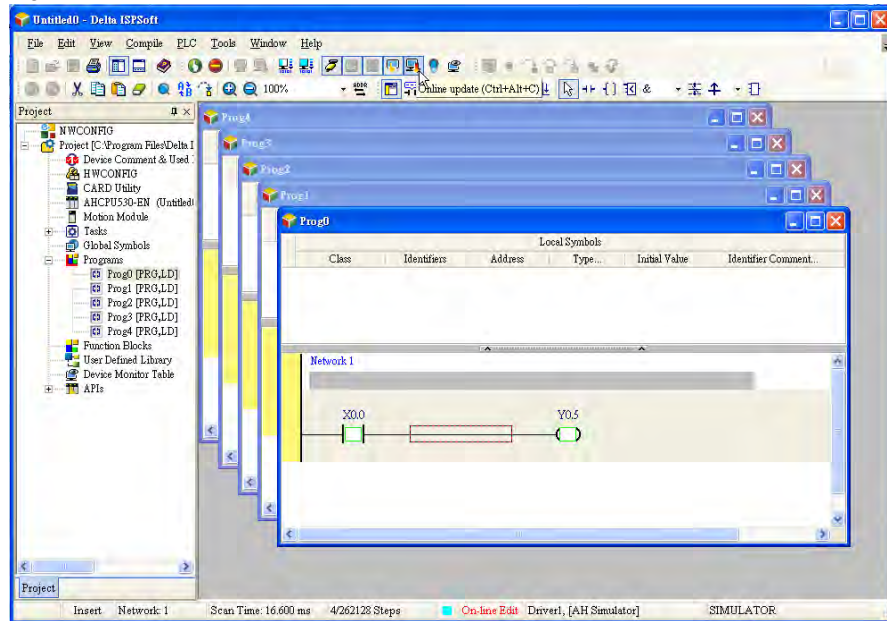 Untitled0 - Delta ISPSoft
File Edit View Compile PLC Tools Window Help
100%
Online update (Ctrl+Alt+C)
Project
NWCONFIG
Project [C:\Program Files\Delta I
Device Comment & Used
HWCONFIG
CARD Utility
AHCPU530-EN (Untitled
Motion Module
Tasks
Global Symbols
Programs
Prog0 [PRG,LD]
Prog1 [PRG,LD]
Prog2 [PRG,LD]
Prog3 [PRG,LD]
Prog4 [PRG,LD]
Function Blocks
User Defined Library
Device Monitor Table
APIs
Project
Prog4
Prog3
Prog2
Prog1
Prog0
Local Symbols
Class Identifiers Address Type... Initial Value Identifier Comment...
Network 1
X0.0 Y0.5
Insert Network: 1 Scan Time: 16.600 ms 4/262128 Steps On-line Edit Driver1, [AH Simulator] SIMULATOR